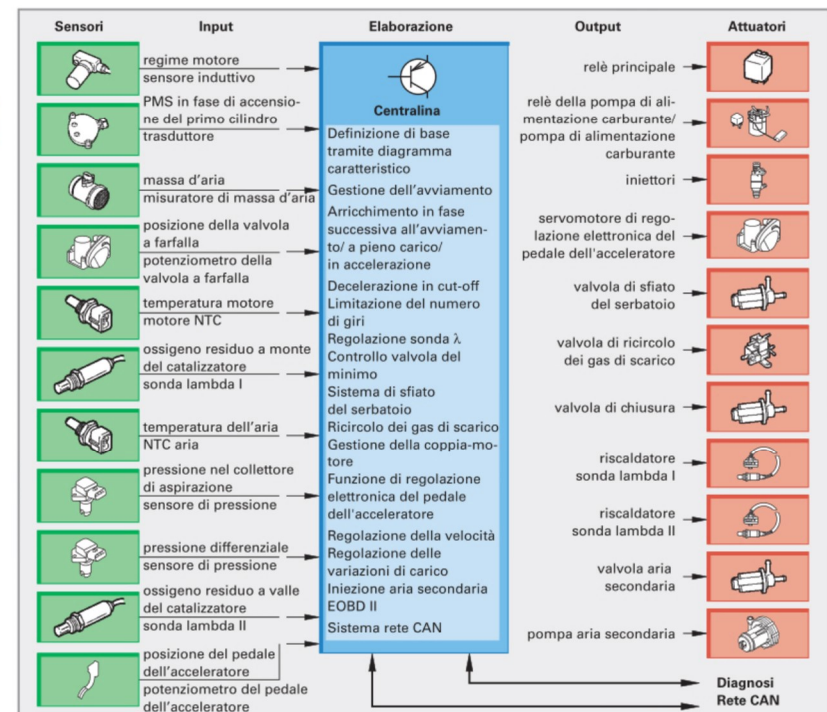 Sensori
Input
Elaborazione
Output
Attuatori
regime motore
sensore induttivo
PMS in fase di accensio-
ne del primo cilindro
trasduttore
massa d'aria
misuratore di massa d'aria
posizione della valvola
a farfalla
potenziometro della
valvola a farfalla
temperatura motore
motore NTC
ossigeno residuo a monte
del catalizzatore
sonda lambda I
temperatura dell'aria
NTC aria
pressione nel collettore
di aspirazione
sensore di pressione
pressione differenziale
sensore di pressione
ossigeno residuo a valle
del catalizzatore
sonda lambda II
posizione del pedale
dell'acceleratore
potenziometro del pedale
dell'acceleratore
Centralina
Definizione di base
tramite diagramma
caratteristico
Gestione dell'avviamento
Arricchimento in fase
successiva all'avviamen-
to/ a pieno carico/
in accelerazione
Decelerazione in cut-off
Limitazione del numero
di giri
Regolazione sonda λ
Controllo valvola del
minimo
Sistema di sfiato
del serbatoio
Ricircolo dei gas di scarico
Gestione della coppia-mo-
tore
Funzione di regolazione
elettronica del pedale
dell'acceleratore
Regolazione della velocità
Regolazione delle
variazioni di carico
Iniezione aria secondaria
EOBD II
Sistema rete CAN
relè principale
relè della pompa di ali-
mentazione carburante/
pompa di alimentazione
carburante
iniettori
servomotore di rego-
lazione elettronica del
pedale dell'acceleratore
valvola di sfiato
del serbatoio
valvola di ricircolo
dei gas di scarico
valvola di chiusura
riscaldatore
sonda lambda I
riscaldatore
sonda lambda II
valvola aria
secondaria
pompa aria secondaria
Diagnosi
Rete CAN